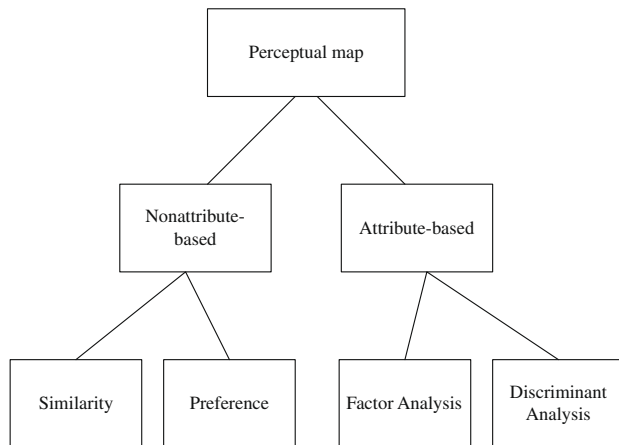 Perceptual map
Nonattribute-
based
Attribute-based
Similarity
Preference
Factor Analysis
Discriminant
Analysis